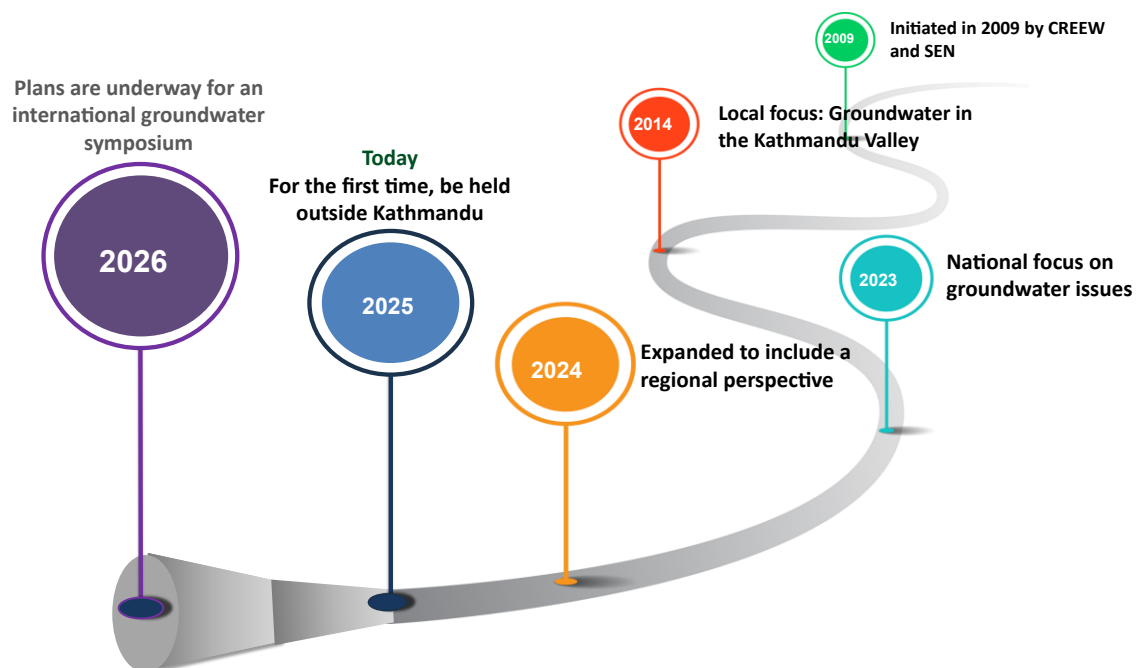 2009
Initiated in 2009 by CREEW
and SEN
2014
Local focus: Groundwater in
the Kathmandu Valley
2023
National focus on
groundwater issues
2024
Expanded to include a
regional perspective
Today
For the first time, be held
outside Kathmandu
2025
Plans are underway for an
international groundwater
symposium
2026